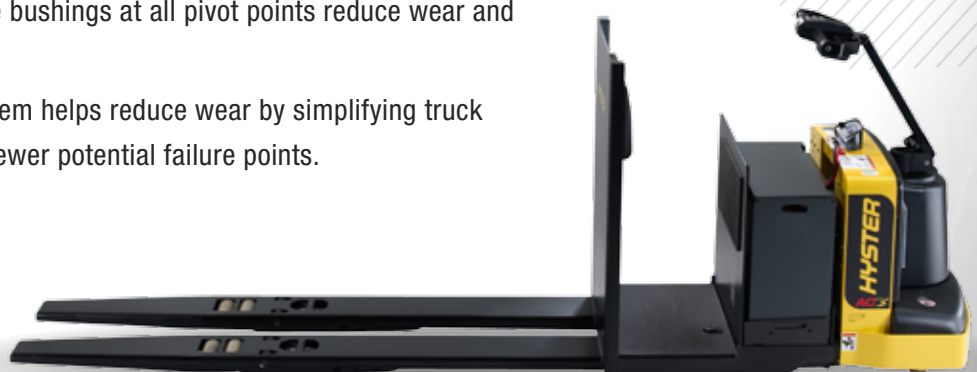 bushings at all pivot points reduce wear and
em helps reduce wear by simplifying truck
ewer potential failure points.
HYSTER